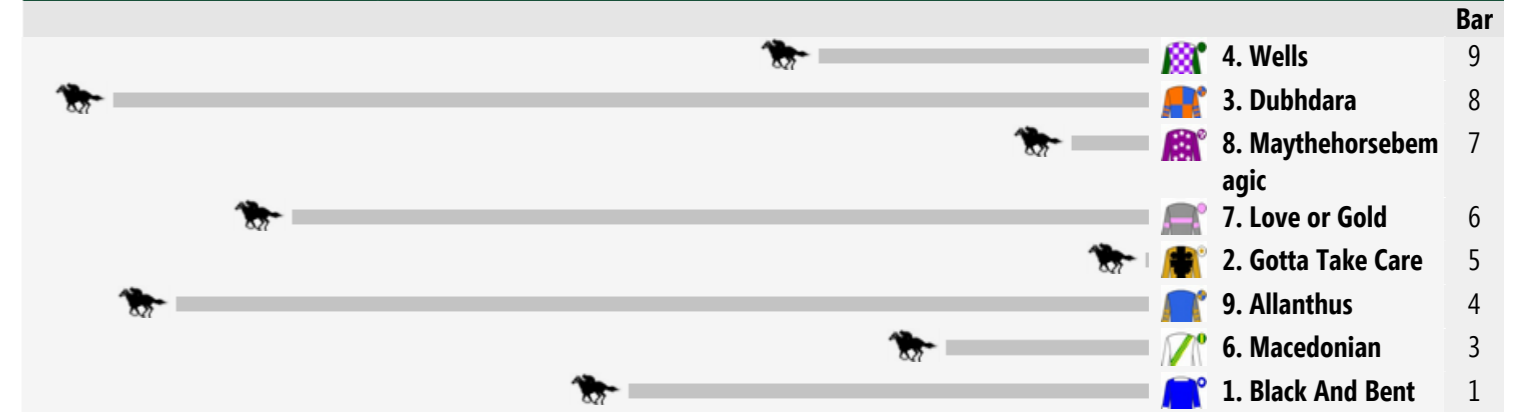 Bar
4. Wells 9
3. Dubhdara 8
8. Maythehorsebem 7
agic
7. Love or Gold 6
2. Gotta Take Care 5
9. Allanthus 4
6. Macedonian 3
1. Black And Bent 1